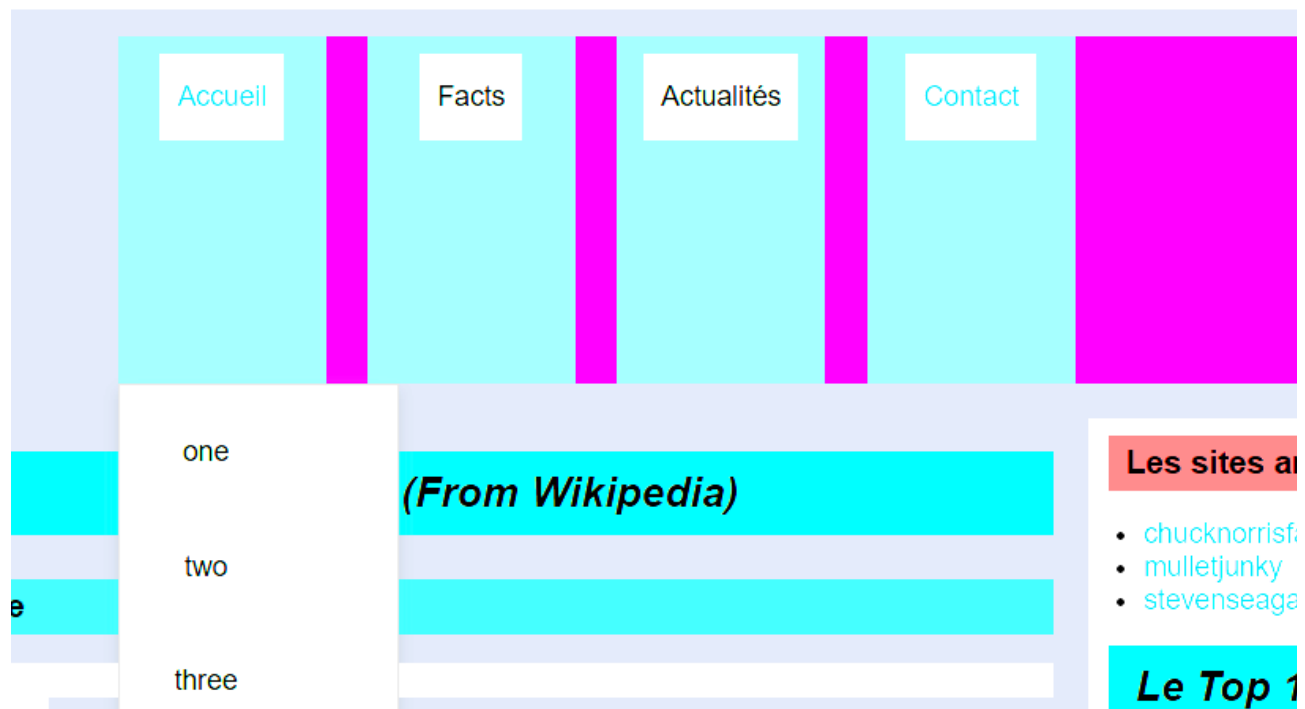 Accueil Facts Actualités Contact
one
two
three
(From Wikipedia)
e
Les sites
chucknorrisf
mulletjunky
stevenseaga
Le Top 1